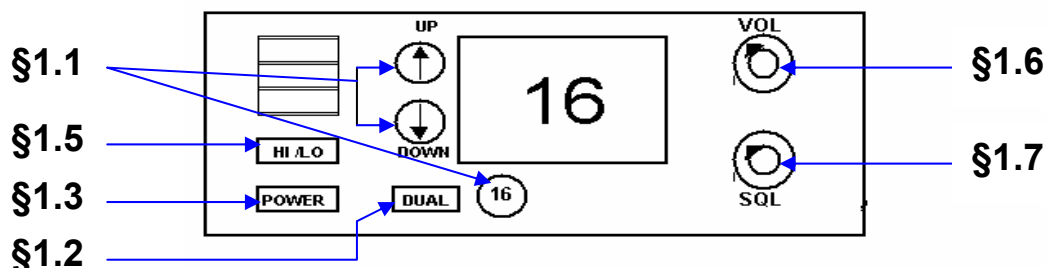 UP
VOL
§1.1
§1.6
16
§1.5
HI /LO
DOWN
§1.7
§1.3
POWER
DUAL
16
SQL
§1.2